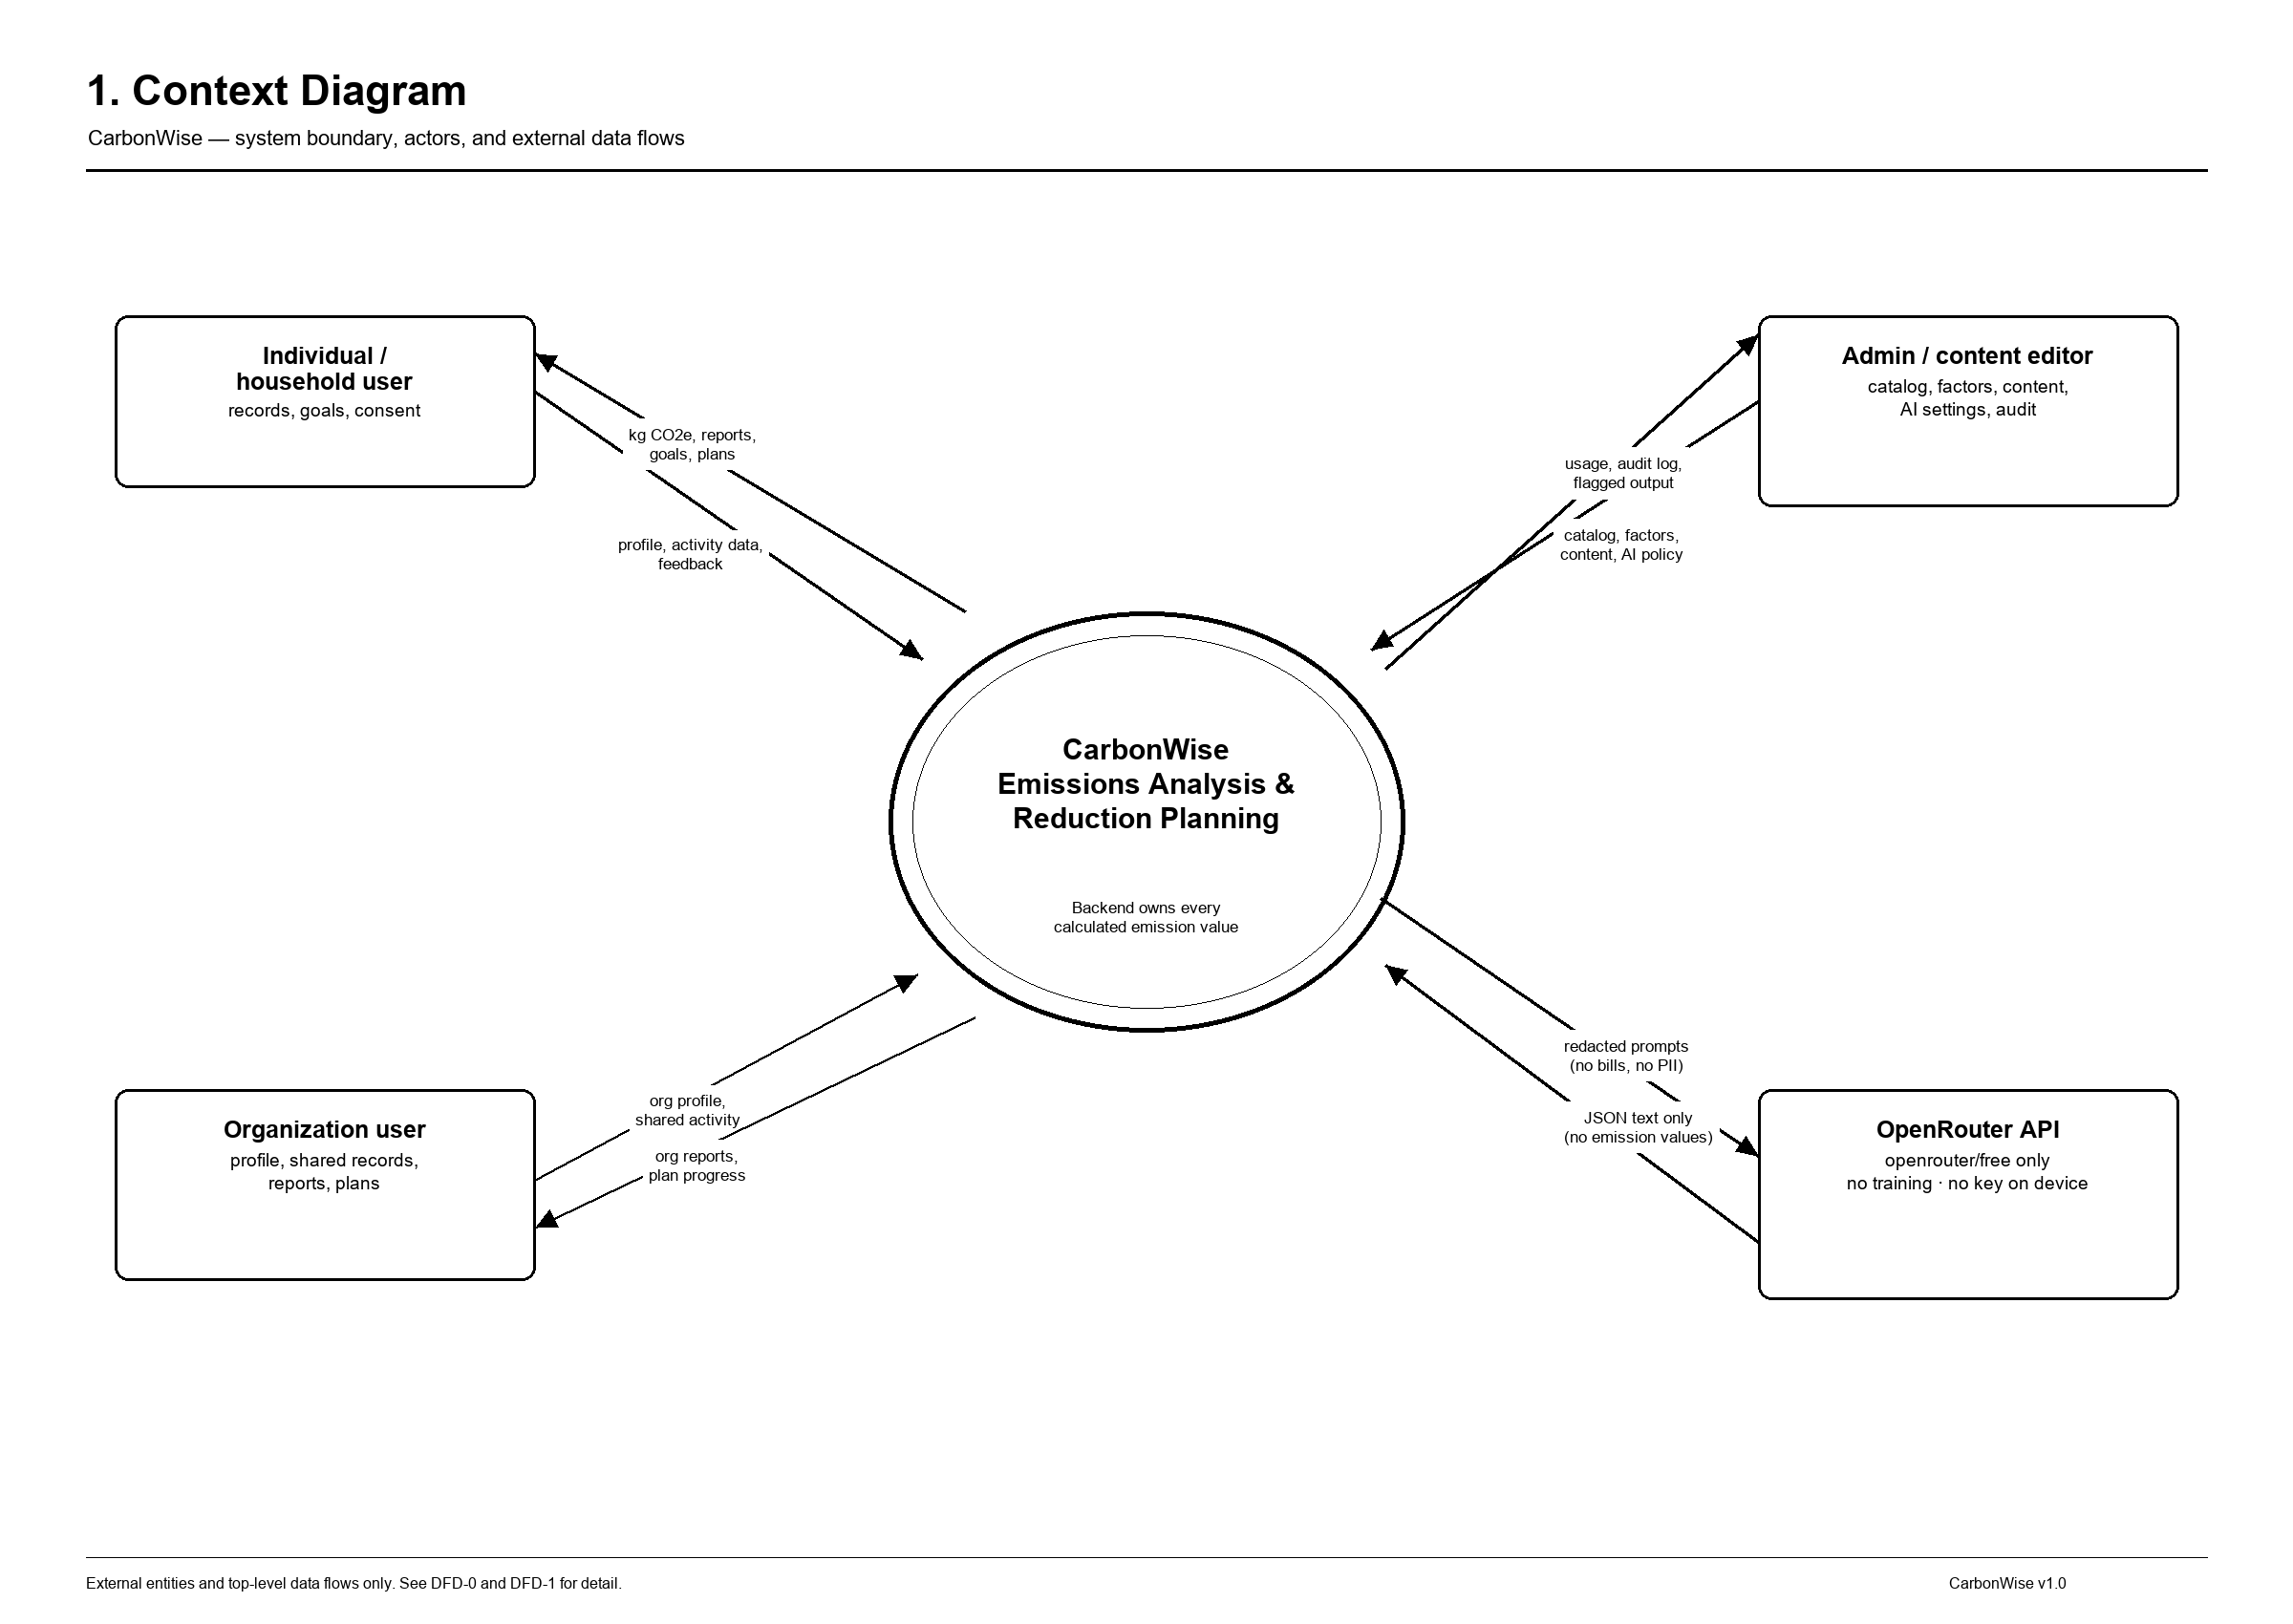 1. Context Diagram
CarbonWise — system boundary, actors, and external data flows
Individual /
household user
records, goals, consent
Admin / content editor
catalog, factors, content,
AI settings, audit
kg CO2e, reports,
goals, plans
usage, audit log,
flagged output
profile, activity data,
feedback
catalog, factors,
content, AI policy
CarbonWise
Emissions Analysis &
Reduction Planning
Backend owns every
calculated emission value
redacted prompts
(no bills, no PII)
org profile,
shared activity
JSON text only
(no emission values)
org reports,
plan progress
Organization user
profile, shared records,
reports, plans
OpenRouter API
openrouter/free only
no training · no key on device
External entities and top-level data flows only. See DFD-0 and DFD-1 for detail.
CarbonWise v1.0